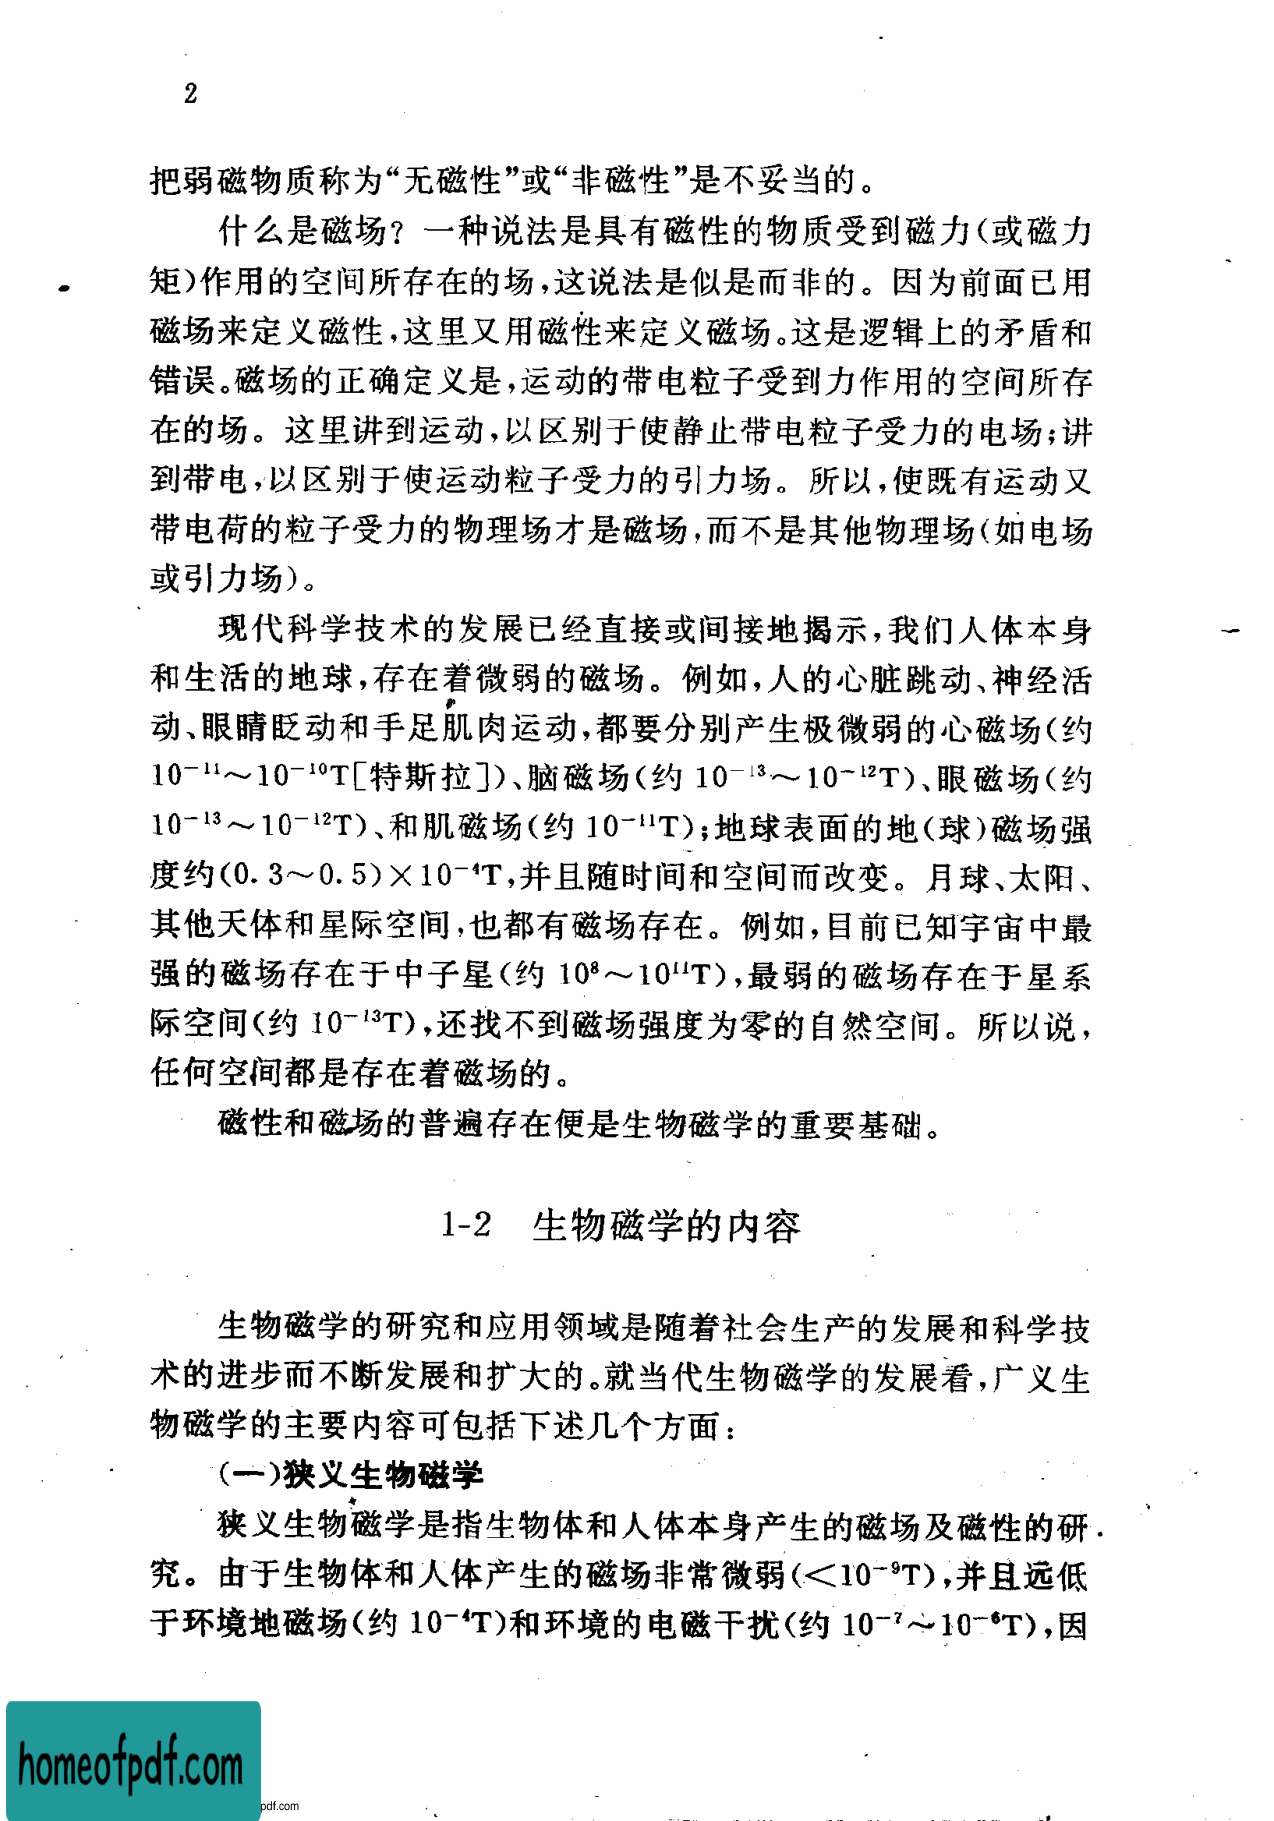 2
把弱磁物质称为“无磁性”或“非磁性”是不妥当的。
什么是磁场？一种说法是具有磁性的物质受到磁力(或磁力
矩)作用的空间所存在的场,这说法是似是而非的。因为前面已用
磁场来定义磁性,这里又用磁性来定义磁场。这是逻辑上的矛盾和
错误。磁场的正确定义是,运动的带电粒子受到力作用的空间所存
在的场。这里讲到运动,以区别于使静止带电粒子受力的电场;讲
到带电,以区别于使运动粒子受力的引力场。所以,使既有运动又
带电荷的粒子受力的物理场才是磁场,而不是其他物理场(如电场
或引力场)。
现代科学技术的发展已经直接或间接地揭示,我们人体本身
和生活的地球,存在着微弱的磁场。例如,人的心脏跳动、神经活
动、眼睛眨动和手足肌肉运动,都要分别产生极微弱的心磁场(约
10⁻¹¹～10⁻¹⁰T[特斯拉])、脑磁场(约 10⁻¹³～10⁻¹²T)、眼磁场(约
10⁻¹³～10⁻¹²T)、和肌磁场(约 10⁻¹¹T);地球表面的地(球)磁场强
度约(0.3～0.5)×10⁻⁴T,并且随时间和空间而改变。月球、太阳、
其他天体和星际空间,也都有磁场存在。例如,目前已知宇宙中最
强的磁场存在于中子星(约 10⁸～10¹¹T),最弱的磁场存在于星系
际空间(约 10⁻¹³T),还找不到磁场强度为零的自然空间。所以说,
任何空间都是存在着磁场的。
磁性和磁场的普遍存在便是生物磁学的重要基础。
1-2 生物磁学的内容
生物磁学的研究和应用领域是随着社会生产的发展和科学技
术的进步而不断发展和扩大的。就当代生物磁学的发展看,广义生
物磁学的主要内容可包括下述几个方面:
(一)狭义生物磁学
狭义生物磁学是指生物体和人体本身产生的磁场及磁性的研
究。由于生物体和人体产生的磁场非常微弱(<10⁻⁹T),并且远低
于环境地磁场(约 10⁻⁴T)和环境的电磁干扰(约 10⁻⁷～10⁻⁶T),因
homeofpdf.com
pdf.com